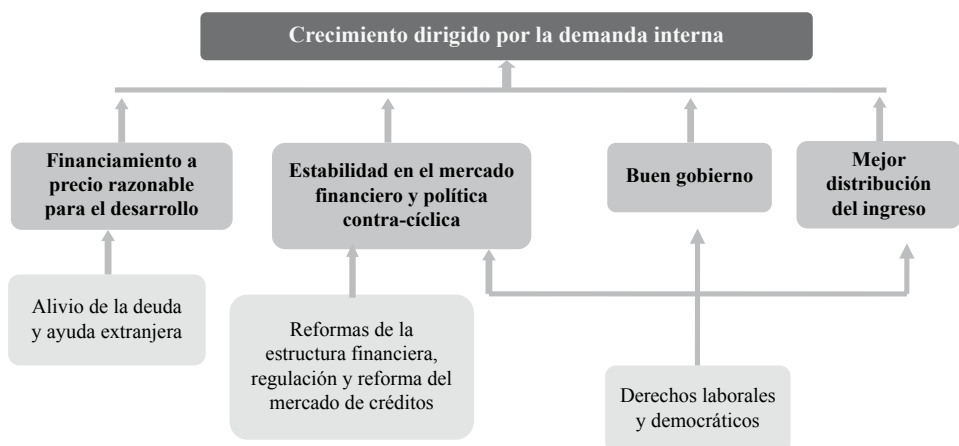 Crecimiento dirigido por la demanda interna
Financiamiento a
precio razonable
para el desarrollo
Estabilidad en el mercado
financiero y política
contra-cíclica
Buen gobierno
Mejor
distribución
del ingreso
Alivio de la deuda
y ayuda extranjera
Reformas de la
estructura financiera,
regulación y reforma del
mercado de créditos
Derechos laborales
y democráticos